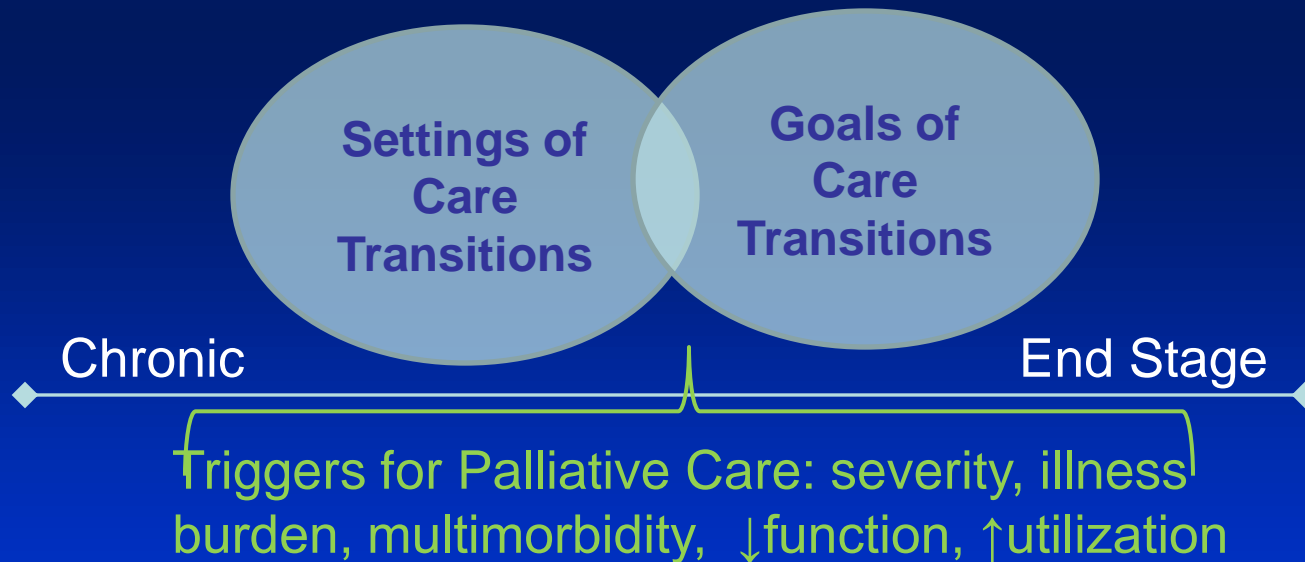 Settings of
Care
Transitions
Goals of
Care
Transitions
Chronic
End Stage
Triggers for Palliative Care: severity, illness
burden, multimorbidity, ↓function, ↑utilization